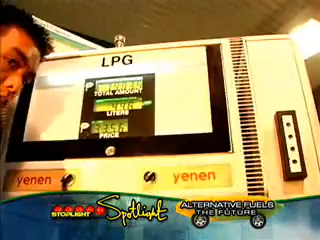 LPG
P
TOTAL AMOUNT
LITERS
P
PRICE
yenen
yenen
STOPLIGHT
Spotlight
ALTERNATIVE FUELS
THE FUTURE